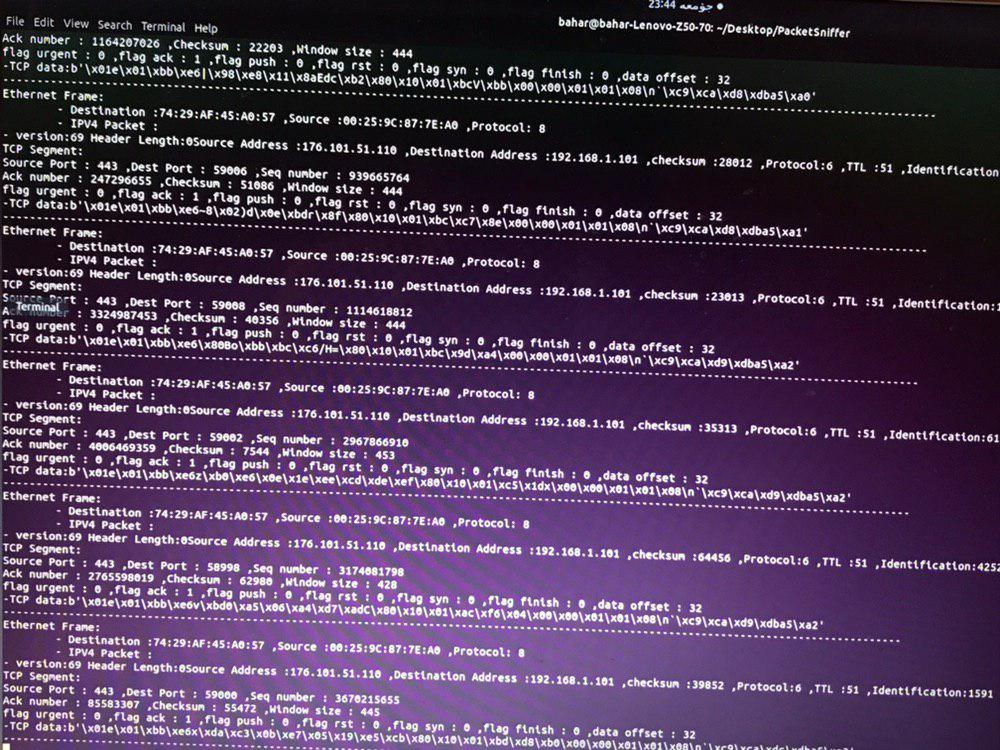 23:44 جۆمعه
File Edit View Search Terminal Help
bahar@bahar-Lenovo-Z50-70: ~/Desktop/PacketSniffer
Ack number : 1164207026 ,Checksum : 22203 ,Window size : 444
flag urgent : 0 ,flag ack : 1 ,flag push : 0 ,flag rst : 0 ,flag syn : 0 ,flag finish : 0 ,data offset : 32
-TCP data:b'\x01e\x01\xbb\xe6|\x98\xe8\x11\x8aEdc\xb2\x80\x10\x01\xbcV\xbb\x00\x00\x01\x01\x08\n`\xc9\xca\xd8\xdba5\xa0'
Ethernet Frame:
- Destination :74:29:AF:45:A0:57 ,Source :00:25:9C:87:7E:A0 ,Protocol: 8
- IPV4 Packet :
- version:69 Header Length:0Source Address :176.101.51.110 ,Destination Address :192.168.1.101 ,checksum :28012 ,Protocol:6 ,TTL :51 ,Identification
TCP Segment:
Source Port : 443 ,Dest Port : 59006 ,Seq number : 939665764
Ack number : 247296655 ,Checksum : 51086 ,Window size : 444
flag urgent : 0 ,flag ack : 1 ,flag push : 0 ,flag rst : 0 ,flag syn : 0 ,flag finish : 0 ,data offset : 32
-TCP data:b'\x01e\x01\xbb\xe6~8\x02)d\x0e\xbdr\x8f\x80\x10\x01\xbc\xc7\x8e\x00\x00\x01\x01\x08\n`\xc9\xca\xd8\xdba5\xa1'
Ethernet Frame:
- Destination :74:29:AF:45:A0:57 ,Source :00:25:9C:87:7E:A0 ,Protocol: 8
- IPV4 Packet :
- version:69 Header Length:0Source Address :176.101.51.110 ,Destination Address :192.168.1.101 ,checksum :23013 ,Protocol:6 ,TTL :51 ,Identification:1
TCP Segment:
Source Port : 443 ,Dest Port : 59008 ,Seq number : 1114618812
Terminal
Ack number : 3324987453 ,Checksum : 40356 ,Window size : 444
flag urgent : 0 ,flag ack : 1 ,flag push : 0 ,flag rst : 0 ,flag syn : 0 ,flag finish : 0 ,data offset : 32
-TCP data:b'\x01e\x01\xbb\xe6\x80Bo\xbb\xbc\xc6/H=\x80\x10\x01\xbc\x9d\xa4\x00\x00\x01\x01\x08\n`\xc9\xca\xd9\xdba5\xa2'
Ethernet Frame:
- Destination :74:29:AF:45:A0:57 ,Source :00:25:9C:87:7E:A0 ,Protocol: 8
- IPV4 Packet :
- version:69 Header Length:0Source Address :176.101.51.110 ,Destination Address :192.168.1.101 ,checksum :35313 ,Protocol:6 ,TTL :51 ,Identification:61
TCP Segment:
Source Port : 443 ,Dest Port : 59002 ,Seq number : 2967866910
Ack number : 4006469359 ,Checksum : 7544 ,Window size : 453
flag urgent : 0 ,flag ack : 1 ,flag push : 0 ,flag rst : 0 ,flag syn : 0 ,flag finish : 0 ,data offset : 32
-TCP data:b'\x01e\x01\xbb\xe6z\xb0\xe6\x0e\x1e\xee\xcd\xde\xef\x80\x10\x01\xc5\x1dx\x00\x00\x01\x01\x08\n`\xc9\xca\xd9\xdba5\xa2'
Ethernet Frame:
- Destination :74:29:AF:45:A0:57 ,Source :00:25:9C:87:7E:A0 ,Protocol: 8
- IPV4 Packet :
- version:69 Header Length:0Source Address :176.101.51.110 ,Destination Address :192.168.1.101 ,checksum :64456 ,Protocol:6 ,TTL :51 ,Identification:4252
TCP Segment:
Source Port : 443 ,Dest Port : 58998 ,Seq number : 3174081798
Ack number : 2765598019 ,Checksum : 62980 ,Window size : 428
flag urgent : 0 ,flag ack : 1 ,flag push : 0 ,flag rst : 0 ,flag syn : 0 ,flag finish : 0 ,data offset : 32
-TCP data:b'\x01e\x01\xbb\xe6v\xbd0\xa5\x06\xa4\xd7\xadC\x80\x10\x01\xac\xf6\x04\x00\x00\x01\x01\x08\n`\xc9\xca\xd9\xdba5\xa2'
Ethernet Frame:
- Destination :74:29:AF:45:A0:57 ,Source :00:25:9C:87:7E:A0 ,Protocol: 8
- IPV4 Packet :
- version:69 Header Length:0Source Address :176.101.51.110 ,Destination Address :192.168.1.101 ,checksum :39852 ,Protocol:6 ,TTL :51 ,Identification:1591
TCP Segment:
Source Port : 443 ,Dest Port : 59000 ,Seq number : 3670215655
Ack number : 85583307 ,Checksum : 55472 ,Window size : 445
flag urgent : 0 ,flag ack : 1 ,flag push : 0 ,flag rst : 0 ,flag syn : 0 ,flag finish : 0 ,data offset : 32
-TCP data:b'\x01e\x01\xbb\xe6x\xda\xc3\x0b\xe7\x05\x19\xe5\xcb\x80\x10\x01\xbd\xd8\xb0\x00\x00\x01\x01\x08\n`\xc9\xca